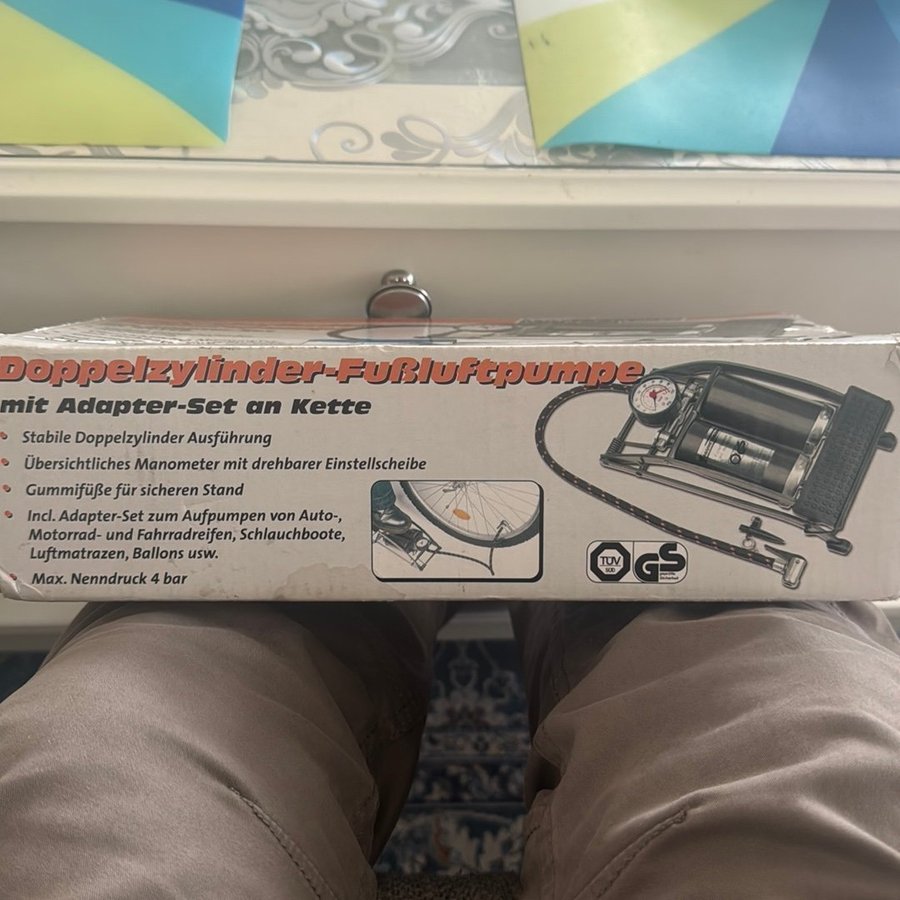 Doppelzylinder-Fußluftpumpe
mit Adapter-Set an Kette
• Stabile Doppelzylinder Ausführung
• Übersichtliches Manometer mit drehbarer Einstellscheibe
• Gummifüße für sicheren Stand
• Incl. Adapter-Set zum Aufpumpen von Auto-,
Motorrad- und Fahrradreifen, Schlauchboote,
Luftmatrazen, Ballons usw.
• Max. Nenndruck 4 bar
TÜV
SÜD
GS
geprüfte
Sicherheit